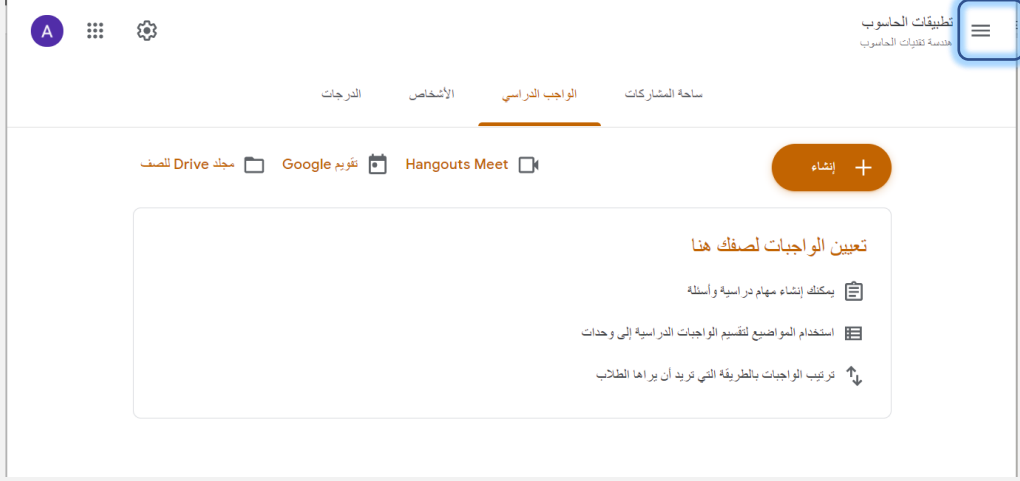 تطبيقات الحاسوب
هندسة تقنيات الحاسوب
A
ساحة المشاركات
الواجب الدراسي
الأشخاص
الدرجات
إنشاء
Hangouts Meet
تقويم Google
مجلد Drive للصف
تعيين الواجبات لصفك هنا
يمكنك إنشاء مهام دراسية وأسئلة
استخدام المواضيع لتقسيم الواجبات الدراسية إلى وحدات
ترتيب الواجبات بالطريقة التي تريد أن يراها الطلاب